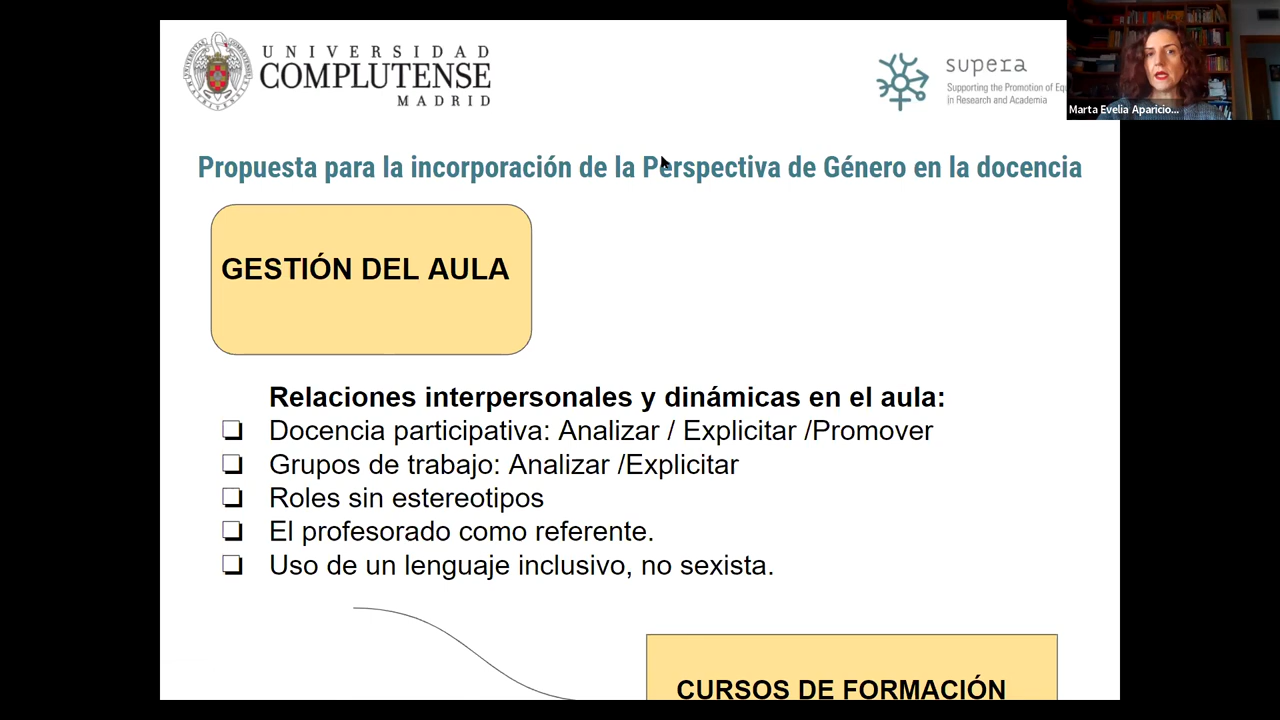 UNIVERSIDAD
COMPLUTENSE
MADRID
supera
Supporting the Promotion of
in Research and Academia
Marta Evelia Aparicio...
Propuesta para la incorporación de la Perspectiva de Género en la docencia
GESTIÓN DEL AULA
Relaciones interpersonales y dinámicas en el aula:
❏ Docencia participativa: Analizar / Explicitar /Promover
❏ Grupos de trabajo: Analizar /Explicitar
❏ Roles sin estereotipos
❏ El profesorado como referente.
❏ Uso de un lenguaje inclusivo, no sexista.
CURSOS DE FORMACIÓN